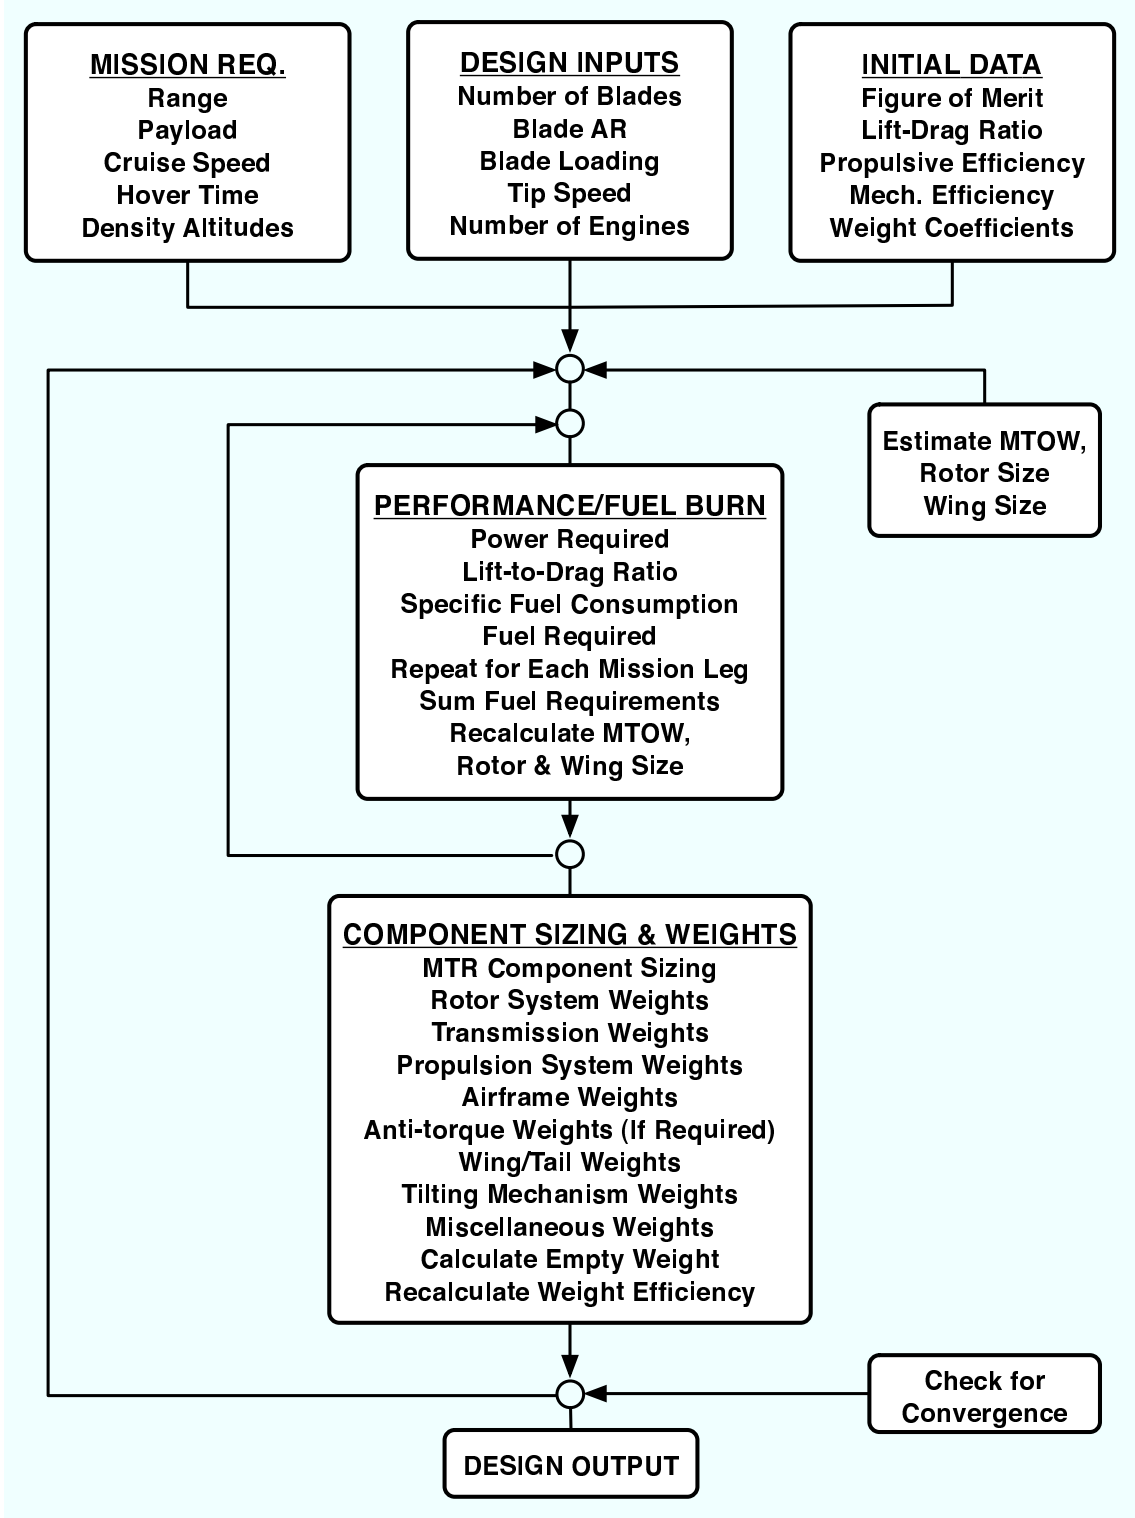 MISSION REQ.
Range
Payload
Cruise Speed
Hover Time
Density Altitudes
DESIGN INPUTS
Number of Blades
Blade AR
Blade Loading
Tip Speed
Number of Engines
INITIAL DATA
Figure of Merit
Lift-Drag Ratio
Propulsive Efficiency
Mech. Efficiency
Weight Coefficients
Estimate MTOW,
Rotor Size
Wing Size
PERFORMANCE/FUEL BURN
Power Required
Lift-to-Drag Ratio
Specific Fuel Consumption
Fuel Required
Repeat for Each Mission Leg
Sum Fuel Requirements
Recalculate MTOW,
Rotor & Wing Size
COMPONENT SIZING & WEIGHTS
MTR Component Sizing
Rotor System Weights
Transmission Weights
Propulsion System Weights
Airframe Weights
Anti-torque Weights (If Required)
Wing/Tail Weights
Tilting Mechanism Weights
Miscellaneous Weights
Calculate Empty Weight
Recalculate Weight Efficiency
Check for
Convergence
DESIGN OUTPUT